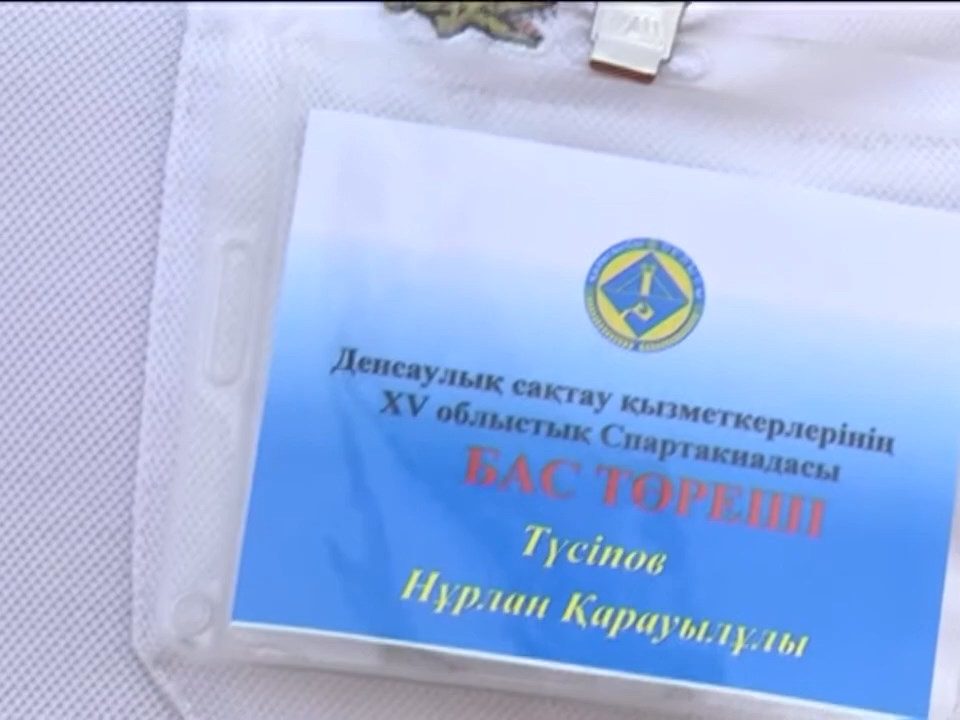 Денсаулық сақтау қызметкерлерінің
XV облыстық Спартакиадасы
БАС ТӨРЕШІ
Түсіпов
Нұрлан Қарауылұлы